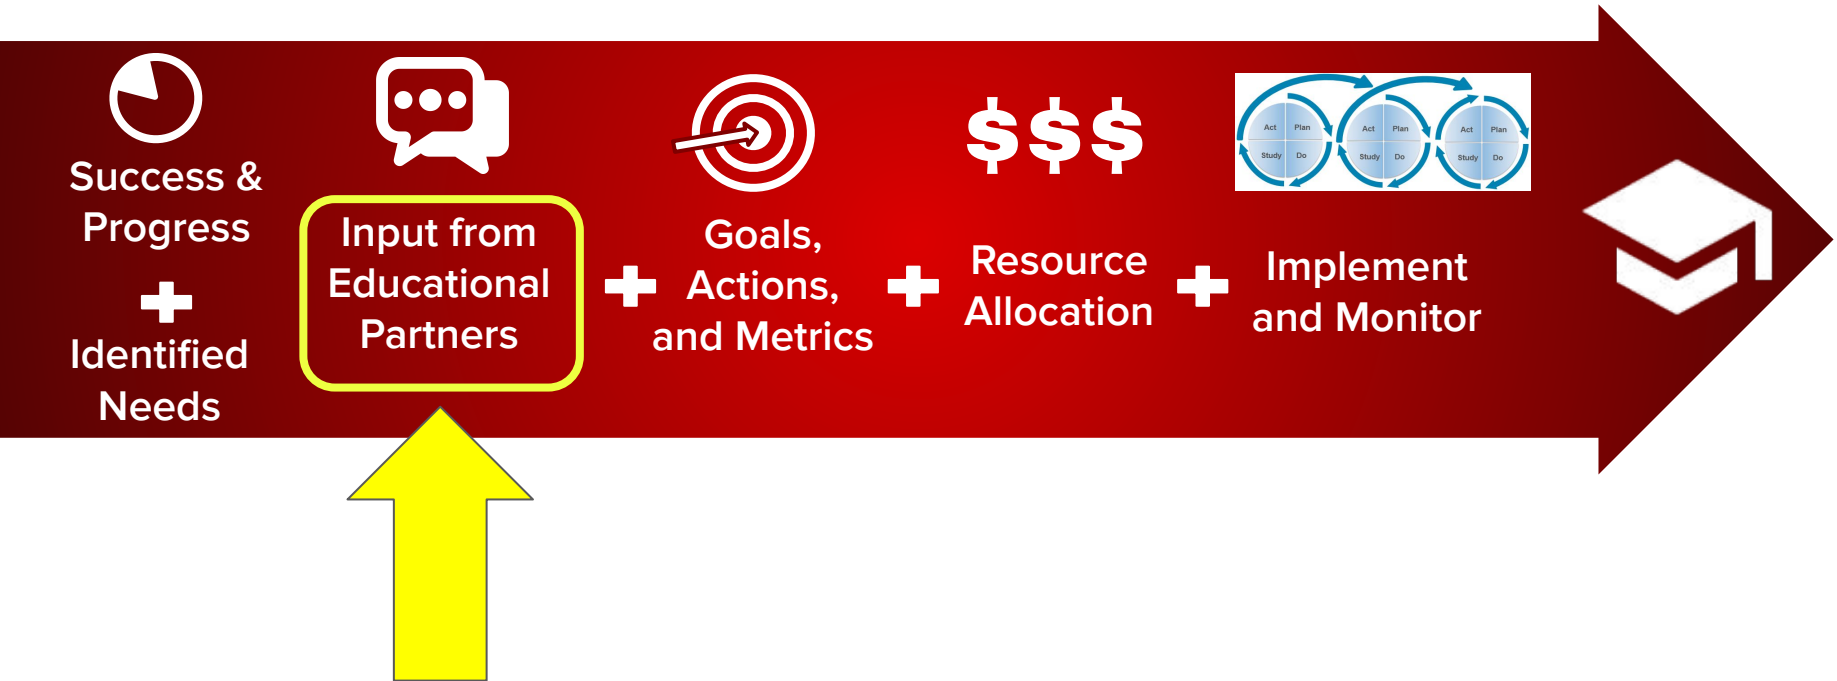 Success &
Progress
Identified
Needs
Input from
Educational
Partners
Goals,
Actions,
and Metrics
$$$
Resource
Allocation
Act Plan
Study Do
Act Plan
Study Do
Act Plan
Study Do
Implement
and Monitor